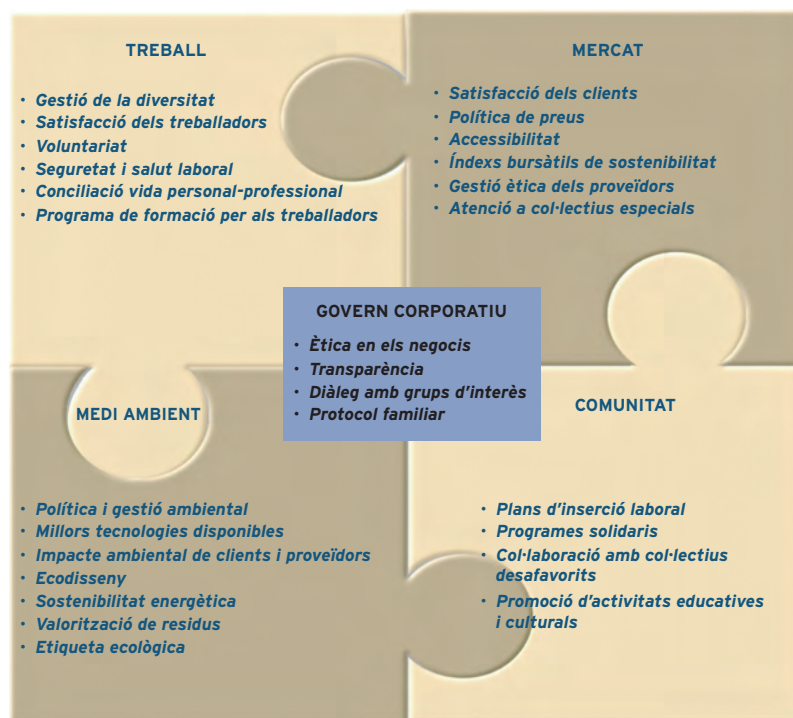 TREBALL
· Gestió de la diversitat
· Satisfacció dels treballadors
· Voluntariat
· Seguretat i salut laboral
· Conciliació vida personal-professional
· Programa de formació per als treballadors
MERCAT
· Satisfacció dels clients
· Política de preus
· Accessibilitat
· Índexs bursàtils de sostenibilitat
· Gestió ètica dels proveïdors
· Atenció a col·lectius especials
GOVERN CORPORATIU
· Ètica en els negocis
· Transparència
· Diàleg amb grups d’interès
· Protocol familiar
MEDI AMBIENT
· Política i gestió ambiental
· Millors tecnologies disponibles
· Impacte ambiental de clients i proveïdors
· Ecodisseny
· Sostenibilitat energètica
· Valorització de residus
· Etiqueta ecològica
COMUNITAT
· Plans d’inserció laboral
· Programes solidaris
· Col·laboració amb col·lectius
desafavorits
· Promoció d’activitats educatives
i culturals